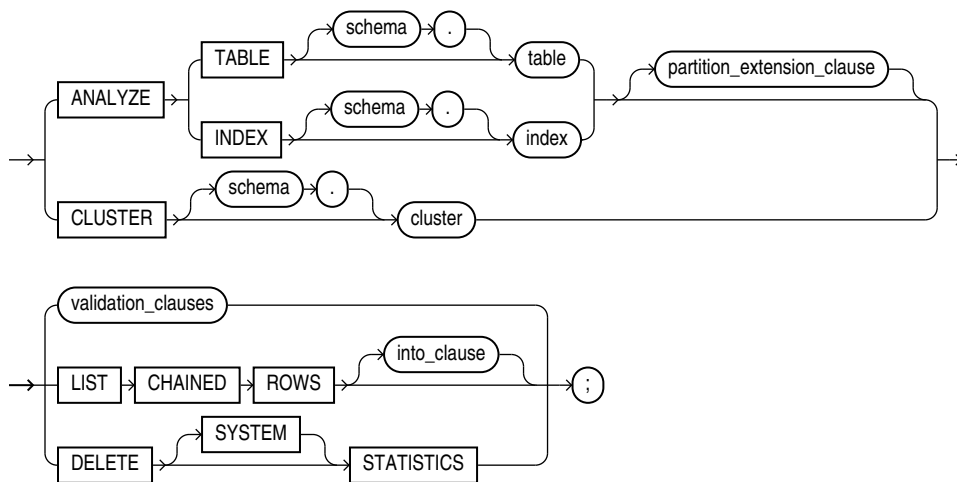 schema .
TABLE table partition_extension_clause
ANALYZE
schema .
INDEX index
schema .
CLUSTER cluster
validation_clauses
into_clause
LIST CHAINED ROWS ;
SYSTEM
DELETE STATISTICS